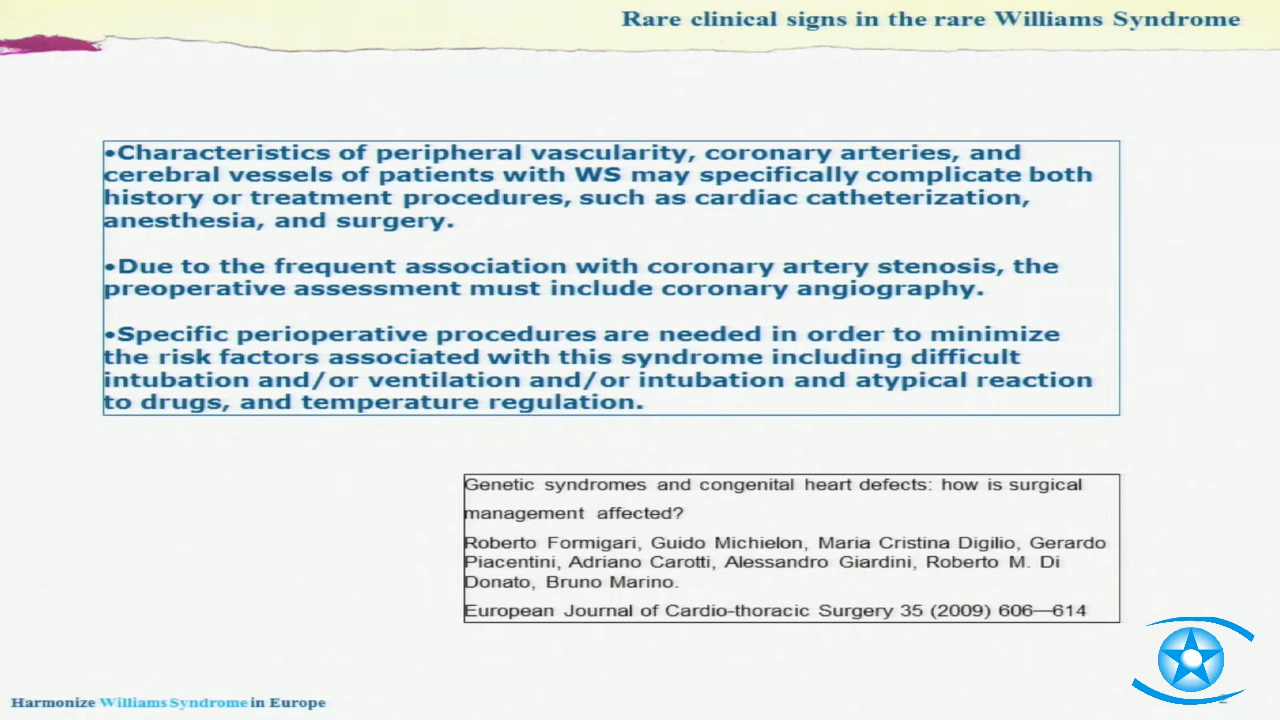 Rare clinical signs in the rare Williams Syndrome
•Characteristics of peripheral vascularity, coronary arteries, and
cerebral vessels of patients with WS may specifically complicate both
history or treatment procedures, such as cardiac catheterization,
anesthesia, and surgery.
•Due to the frequent association with coronary artery stenosis, the
preoperative assessment must include coronary angiography.
•Specific perioperative procedures are needed in order to minimize
the risk factors associated with this syndrome including difficult
intubation and/or ventilation and/or intubation and atypical reaction
to drugs, and temperature regulation.
Genetic syndromes and congenital heart defects: how is surgical
management affected?
Roberto Formigari, Guido Michielon, Maria Cristina Digilio, Gerardo
Piacentini, Adriano Carotti, Alessandro Giardini, Roberto M. Di
Donato, Bruno Marino.
European Journal of Cardio-thoracic Surgery 35 (2009) 606—614
Harmonize Williams Syndrome in Europe